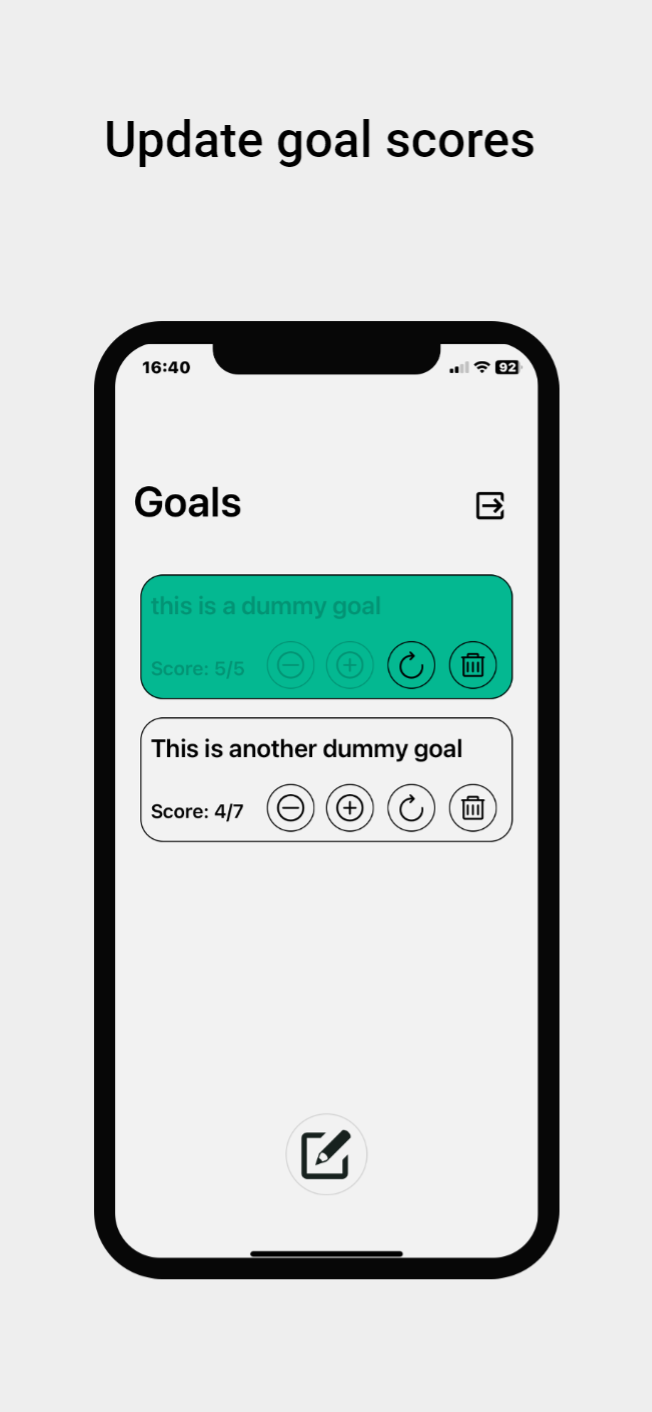 Update goal scores
16:40
92
Goals
this is a dummy goal
Score: 5/5
This is another dummy goal
Score: 4/7